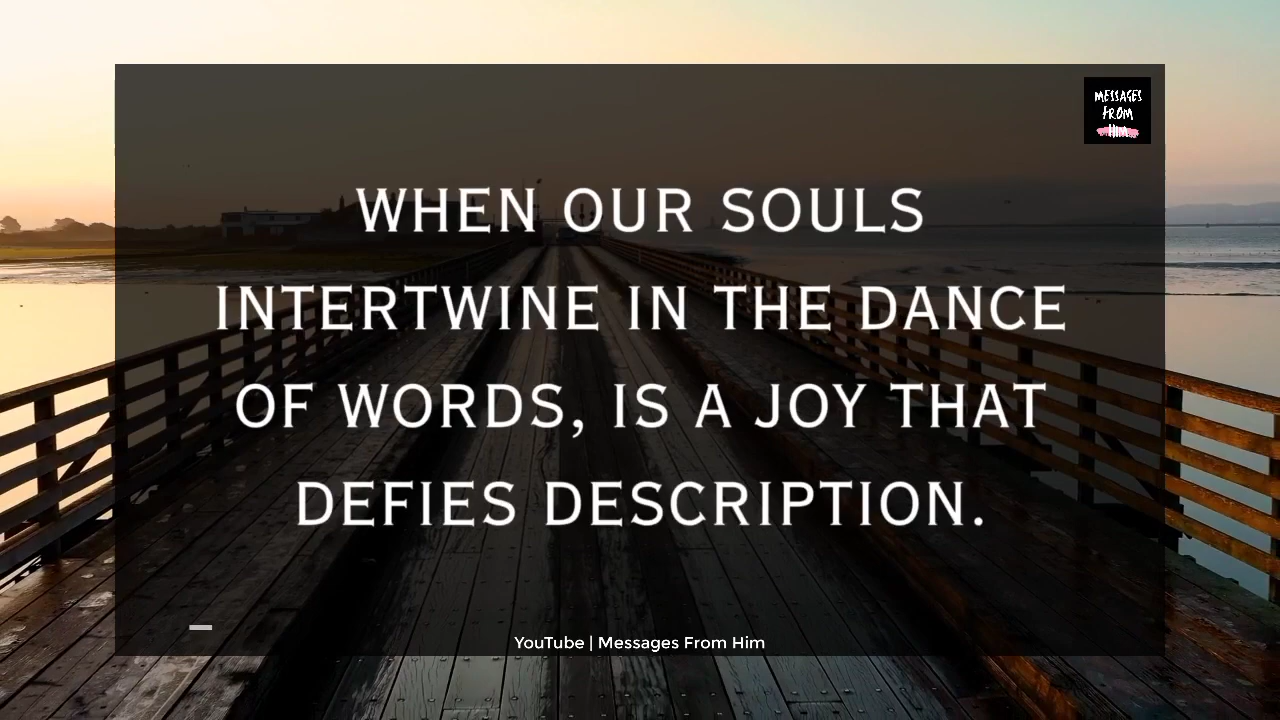 MESSAGES
FROM
HIM
WHEN OUR SOULS
INTERTWINE IN THE DANCE
OF WORDS, IS A JOY THAT
DEFIES DESCRIPTION.
YouTube | Messages From Him